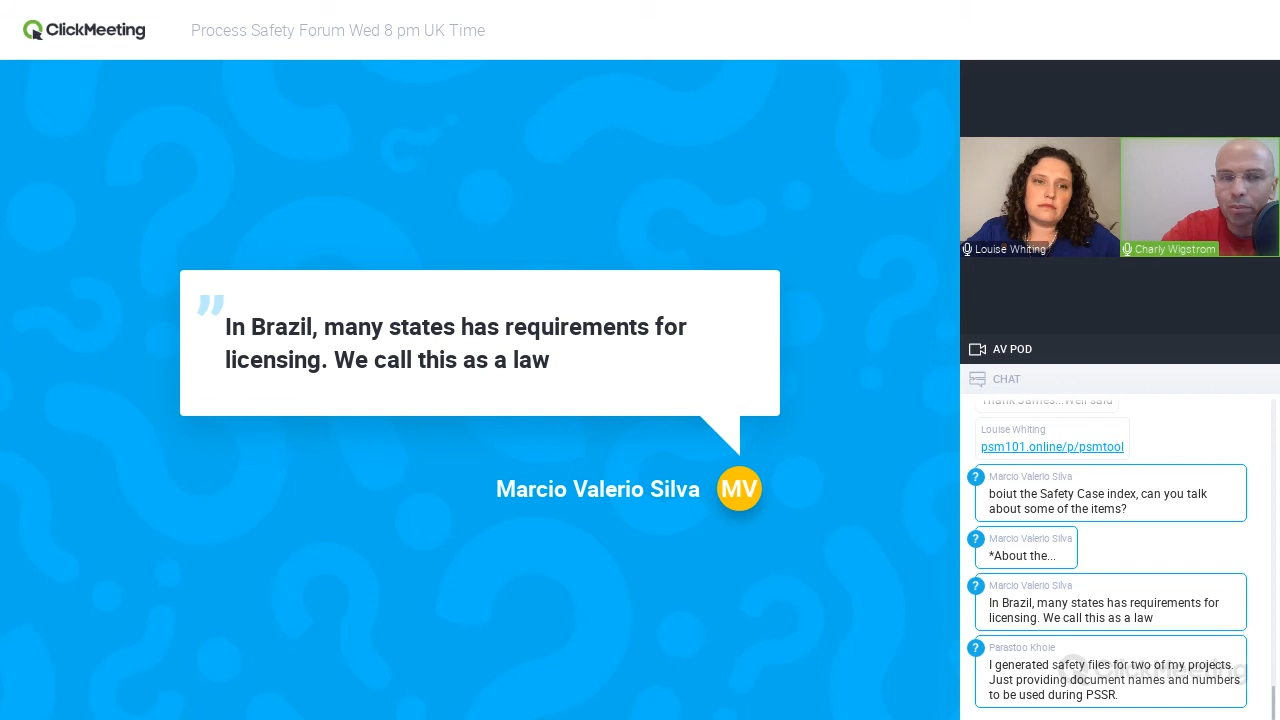 ClickMeeting
Process Safety Forum Wed 8 pm UK Time
In Brazil, many states has requirements for
licensing. We call this as a law
Marcio Valerio Silva
MV
Louise Whiting
Charly Wigstrom
AV POD
CHAT
Thank James...Well said
Louise Whiting
psm101.online/p/psmtool
?
Marcio Valerio Silva
boiut the Safety Case index, can you talk
about some of the items?
?
Marcio Valerio Silva
*About the...
?
Marcio Valerio Silva
In Brazil, many states has requirements for
licensing. We call this as a law
?
Parastoo Khole
I generated safety files for two of my projects.
Just providing document names and numbers
to be used during PSSR.
ClickMeeting